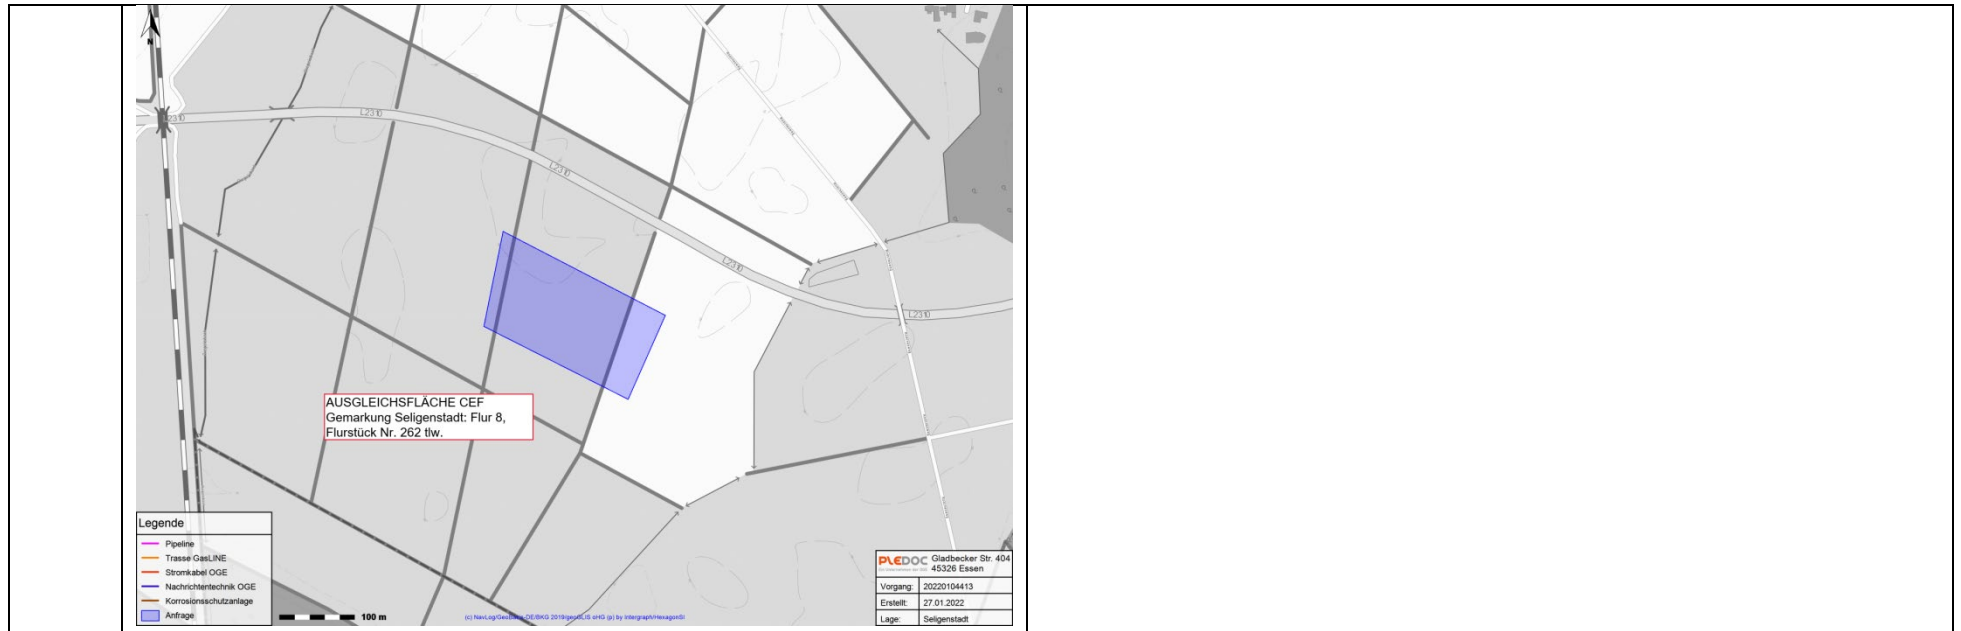 N
L2310
L2310
L2310
L2310
L2310
AUSGLEICHSFLÄCHE CEF
Gemarkung Seligenstadt: Flur 8,
Flurstück Nr. 262 tlw.
Legende
Pipeline
Trasse GasLINE
Stromkabel OGE
Nachrichtentechnik OGE
Korrosionsschutzanlage
Anfrage
100 m
PLEDOC
Gladbecker Str. 404
45326 Essen
Vorgang: 20220104413
Erstellt: 27.01.2022
Lage: Seligenstadt